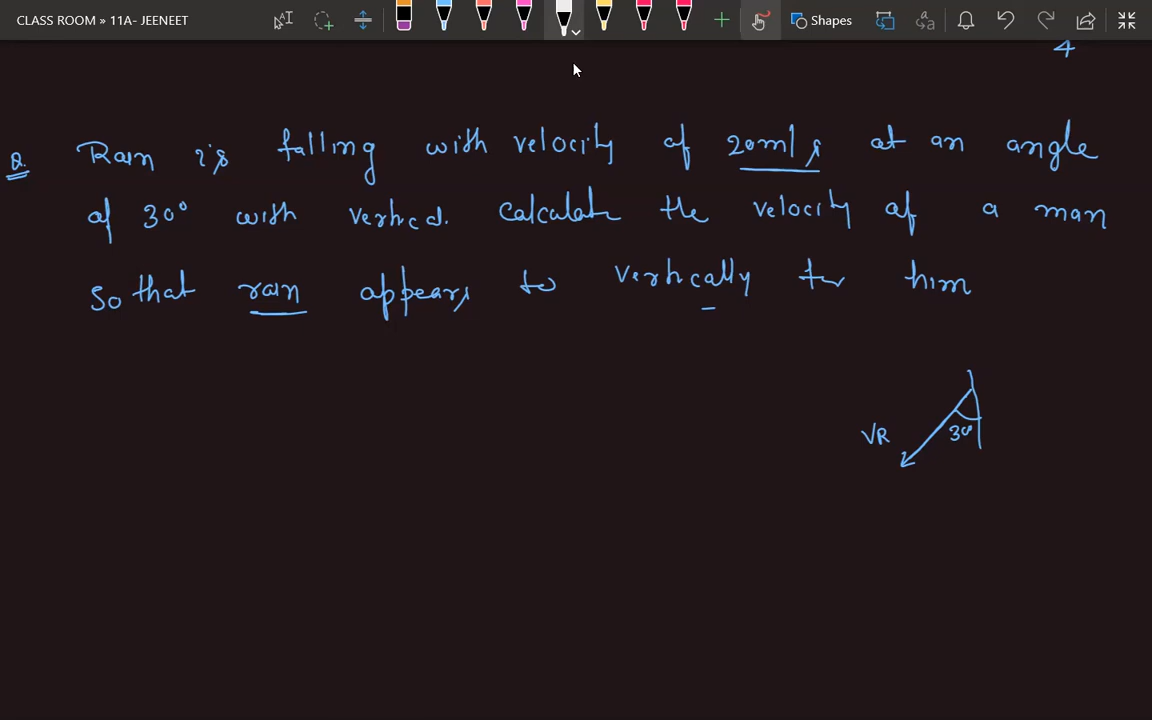 CLASS ROOM » 11A- JEENEET
Shapes
4
Q. Rain is falling with velocity of 20m/s at an angle
of 30° with vertical. Calculate the velocity of a man
so that rain appears to vertically to him
VR
30°